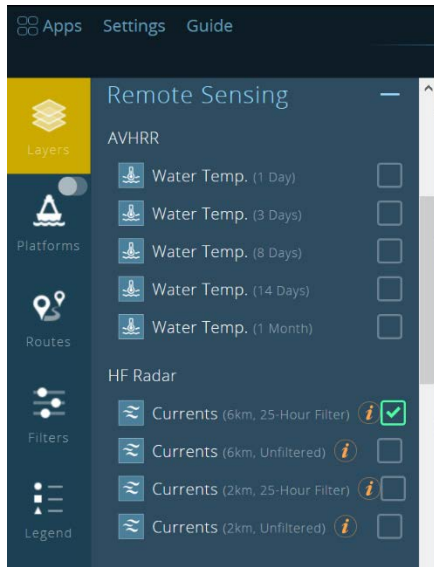 Apps Settings Guide
Remote Sensing
Layers
AVHRR
Water Temp. (1 Day)
Water Temp. (3 Days)
Platforms
Water Temp. (8 Days)
Water Temp. (14 Days)
Water Temp. (1 Month)
Routes
HF Radar
Currents (6km, 25-Hour Filter) i
Filters
Currents (6km, Unfiltered) i
Currents (2km, 25-Hour Filter) i
Currents (2km, Unfiltered) i
Legend